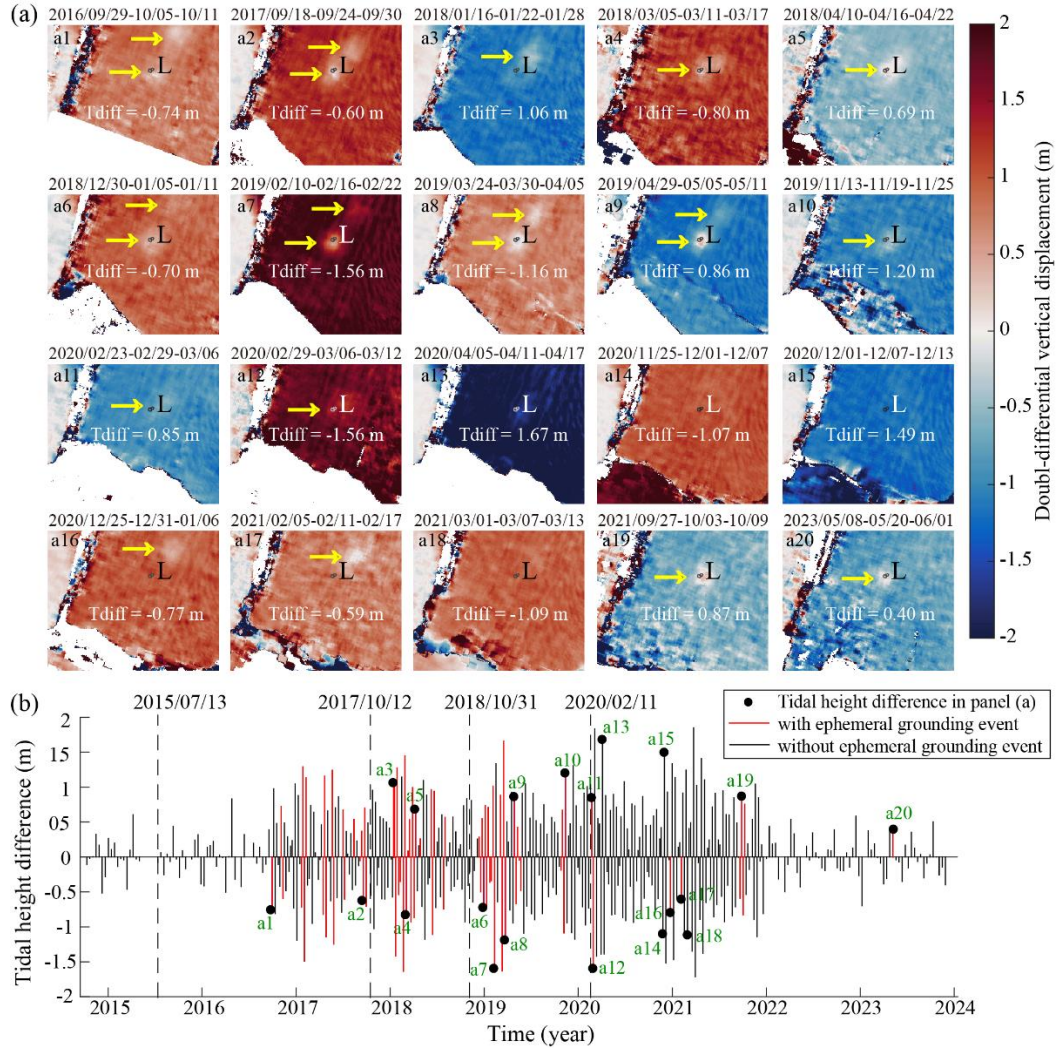 (a)
2016/09/29-10/05-10/11 2017/09/18-09/24-09/30 2018/01/16-01/22-01/28 2018/03/05-03/11-03/17 2018/04/10-04/16-04/22
a1 L Tdiff = -0.74 m
a2 L Tdiff = -0.60 m
a3 L Tdiff = 1.06 m
a4 L Tdiff = -0.80 m
a5 L Tdiff = 0.69 m
2018/12/30-01/05-01/11 2019/02/10-02/16-02/22 2019/03/24-03/30-04/05 2019/04/29-05/05-05/11 2019/11/13-11/19-11/25
a6 L Tdiff = -0.70 m
a7 L Tdiff = -1.56 m
a8 L Tdiff = -1.16 m
a9 L Tdiff = 0.86 m
a10 L Tdiff = 1.20 m
2020/02/23-02/29-03/06 2020/02/29-03/06-03/12 2020/04/05-04/11-04/17 2020/11/25-12/01-12/07 2020/12/01-12/07-12/13
a11 L Tdiff = 0.85 m
a12 L Tdiff = -1.56 m
a13 L Tdiff = 1.67 m
a14 L Tdiff = -1.07 m
a15 L Tdiff = 1.49 m
2020/12/25-12/31-01/06 2021/02/05-02/11-02/17 2021/03/01-03/07-03/13 2021/09/27-10/03-10/09 2023/05/08-05/20-06/01
a16 L Tdiff = -0.77 m
a17 L Tdiff = -0.59 m
a18 L Tdiff = -1.09 m
a19 L Tdiff = 0.87 m
a20 L Tdiff = 0.40 m
2
1.5
1
0.5
0
-0.5
-1
-1.5
-2
Doubl-differential vertical displacement (m)
(b)
2015/07/13 2017/10/12 2018/10/31 2020/02/11
Tidal height difference in panel (a)
with ephemeral grounding event
without ephemeral grounding event
Tidal height difference (m)
2
1.5
1
0.5
0
-0.5
-1
-1.5
-2
a1 a2 a3 a4 a5 a6 a7 a8 a9 a10 a11 a12 a13 a14 a15 a16 a17 a18 a19 a20
2015 2016 2017 2018 2019 2020 2021 2022 2023 2024
Time (year)